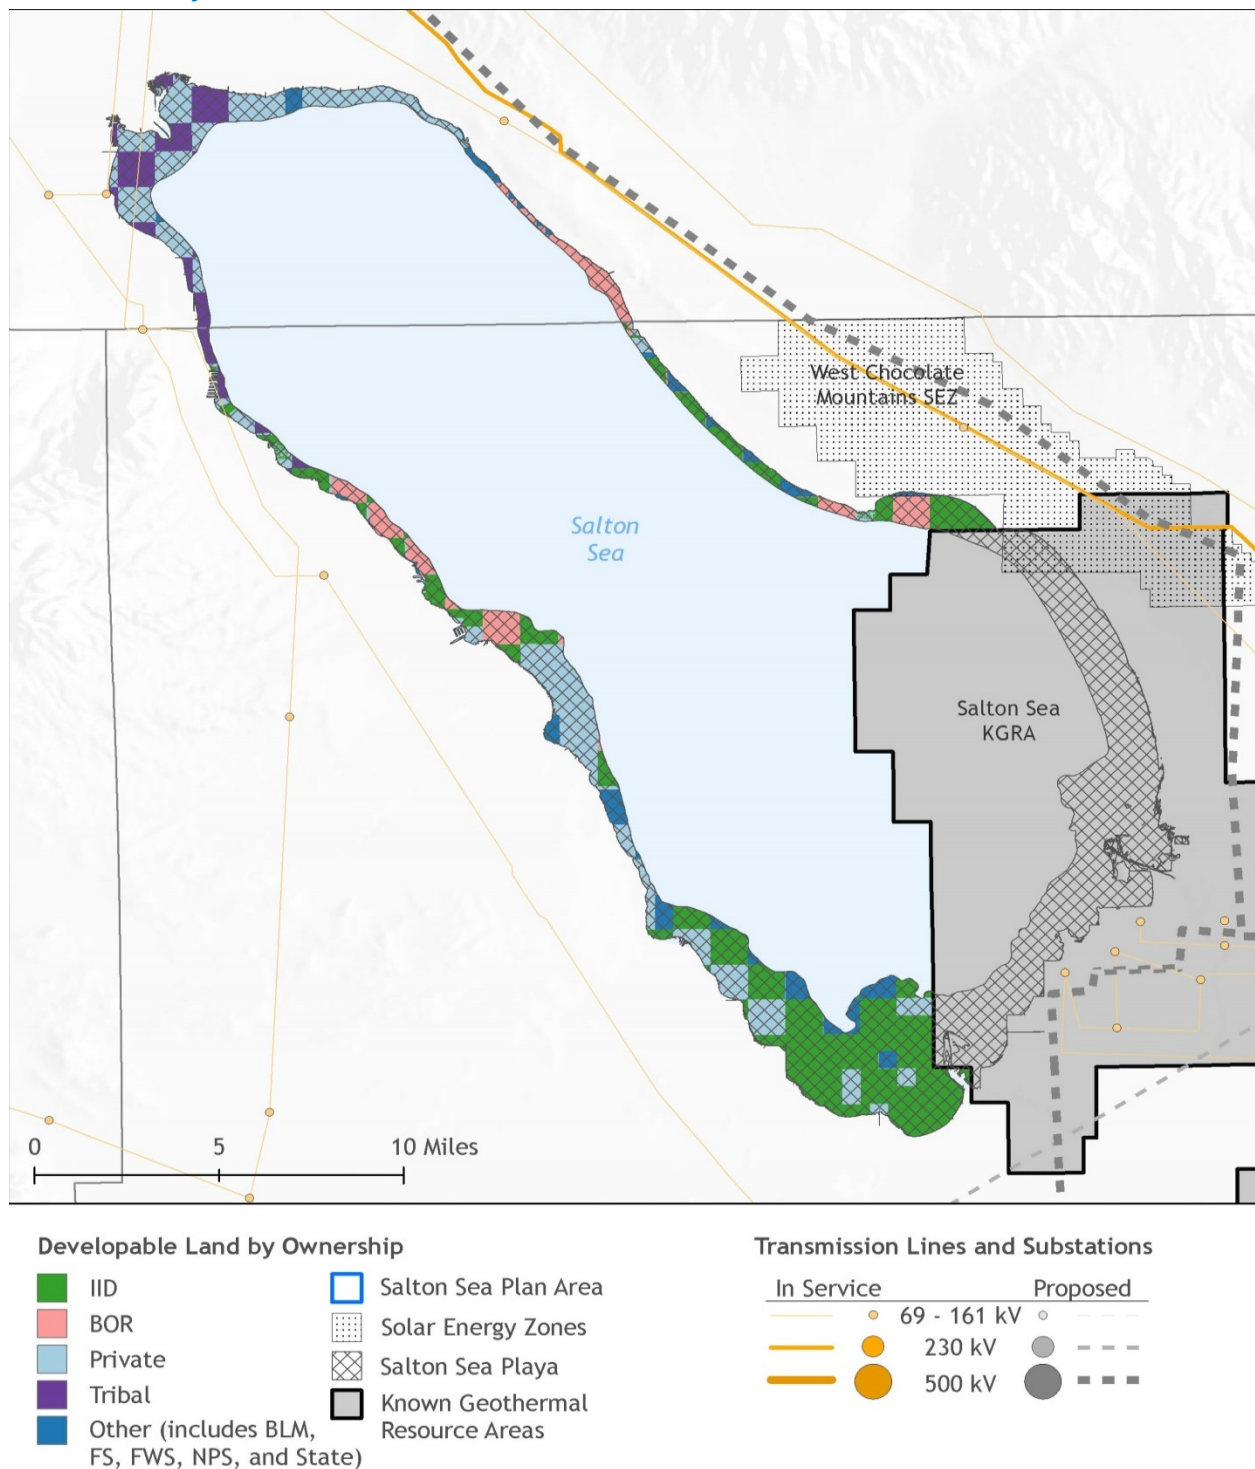 West Chocolate
Mountains SEZ
Salton
Sea
Salton Sea
KGRA
0 5 10 Miles
Developable Land by Ownership
IID
BOR
Private
Tribal
Other (includes BLM,
FS, FWS, NPS, and State)
Salton Sea Plan Area
Solar Energy Zones
Salton Sea Playa
Known Geothermal
Resource Areas
Transmission Lines and Substations
In Service Proposed
69 - 161 kV
230 kV
500 kV